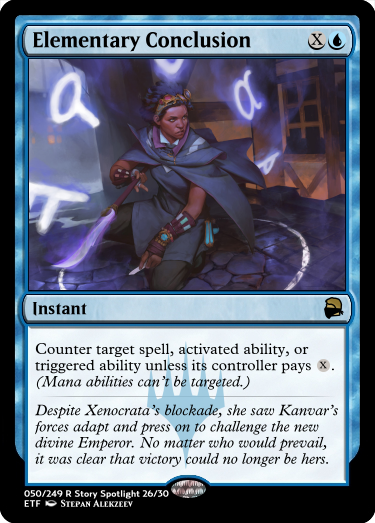 Elementary Conclusion X
Instant
Counter target spell, activated ability, or
triggered ability unless its controller pays X.
(Mana abilities can't be targeted.)
Despite Xenocrata's blockade, she saw Kanvar's
forces adapt and press on to challenge the new
divine Emperor. No matter who would prevail,
it was clear that victory could no longer be hers.
050/249 R Story Spotlight 26/30
ETF Stepan Alekzeev